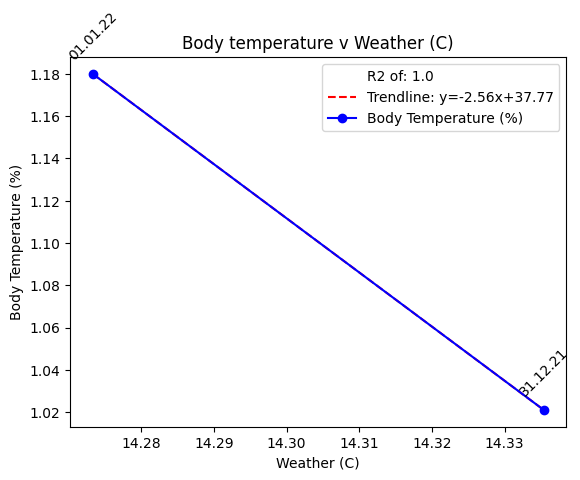 01.01.22
Body temperature v Weather (C)
R2 of: 1.0
Trendline: y=-2.56x+37.77
Body Temperature (%)
1.18
1.16
1.14
1.12
1.10
1.08
1.06
1.04
1.02
Body Temperature (%)
31.12.21
14.28 14.29 14.30 14.31 14.32 14.33
Weather (C)